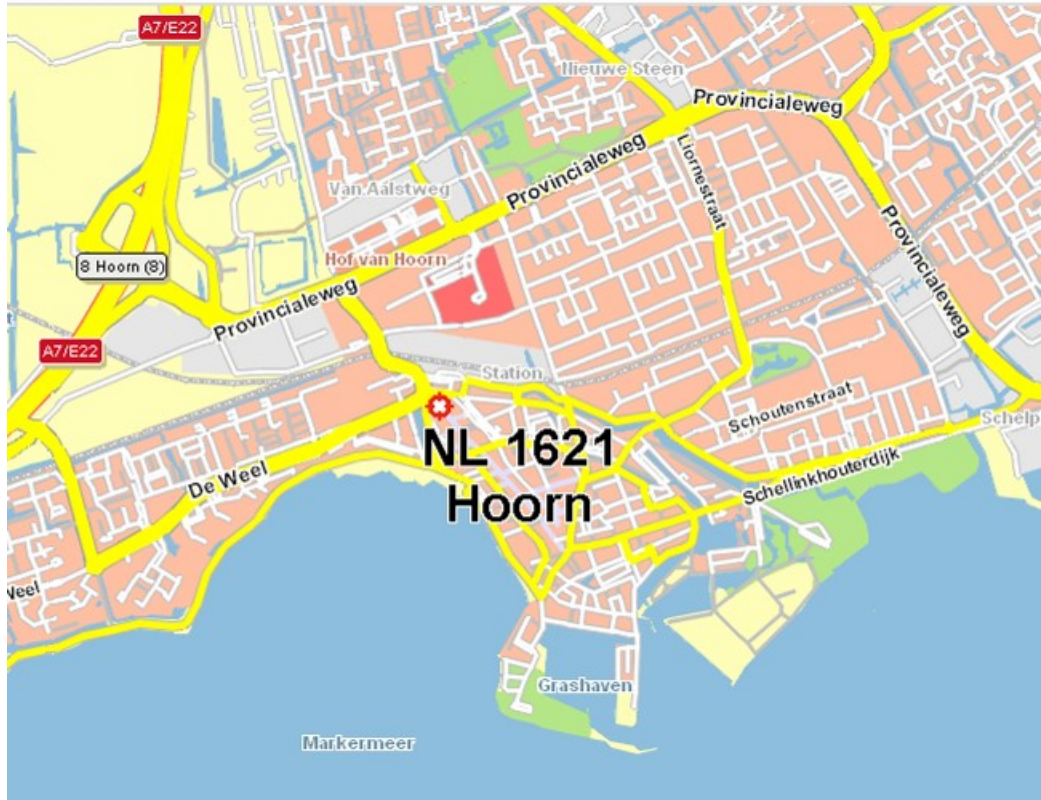 A7/E22
Nieuwe Steen
Provincialeweg
Liornestraat
Provincialeweg
Van Aalstweg
Provincialeweg
Hof van Hoorn
8 Hoorn (8)
Provincialeweg
A7/E22
Station
Schoutenstraat
Schelp
NL 1621
Hoorn
De Weel
Schellinkhouterdijk
Weel
Grashaven
Markermeer